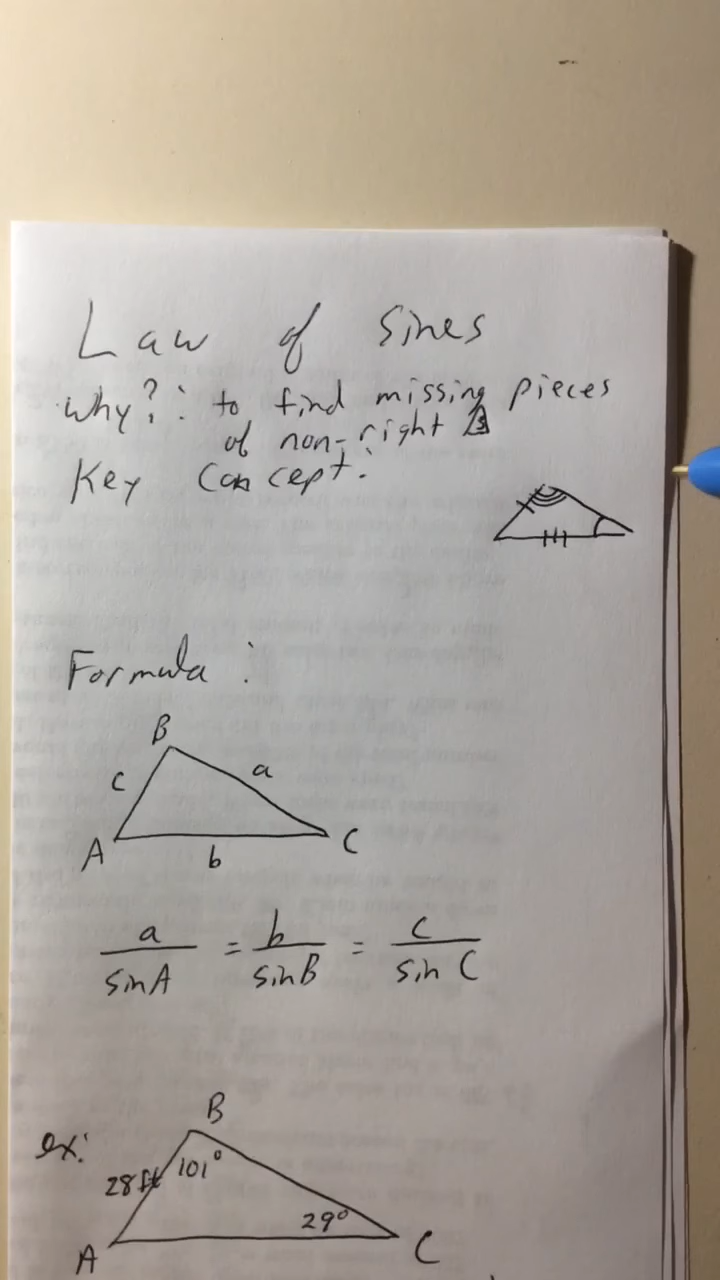 Law of Sines
Why?: to find missing pieces
of non-right △s
Key Concept:
Formula:
B
c a
A b C
a/sinA = b/sinB = c/sin C
B
ex:
28ft 101°
29°
A C